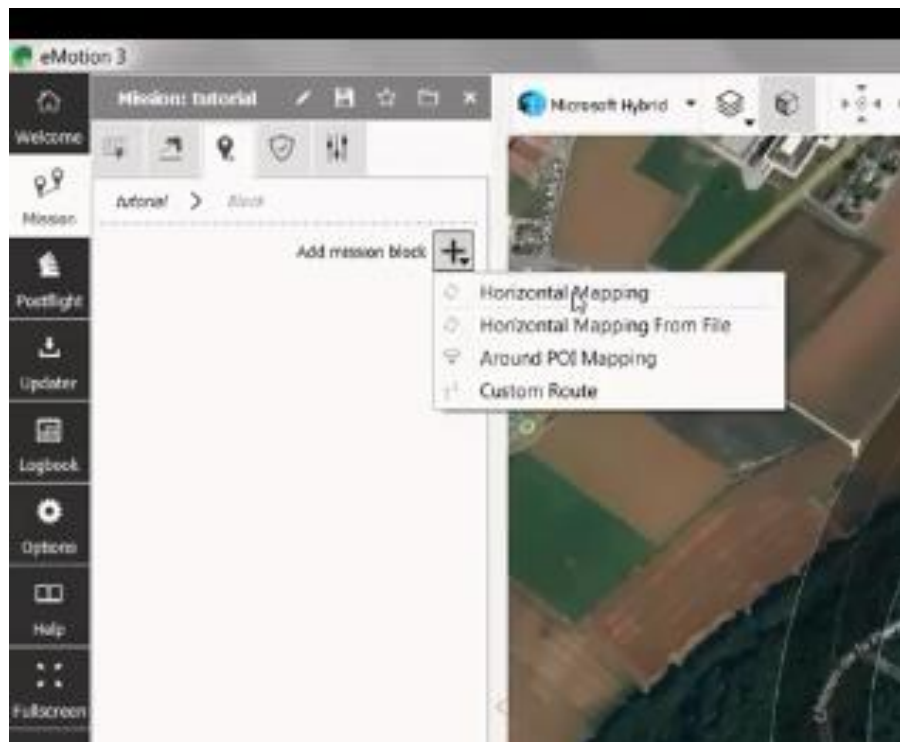 eMotion 3
Mission: tutorial
Microsoft Hybrid
Welcome
tutorial > Block
Mission
Add mission block
Horizontal Mapping
Horizontal Mapping From File
Around POI Mapping
Custom Route
Postflight
Updater
Logbook
Options
Help
Fullscreen